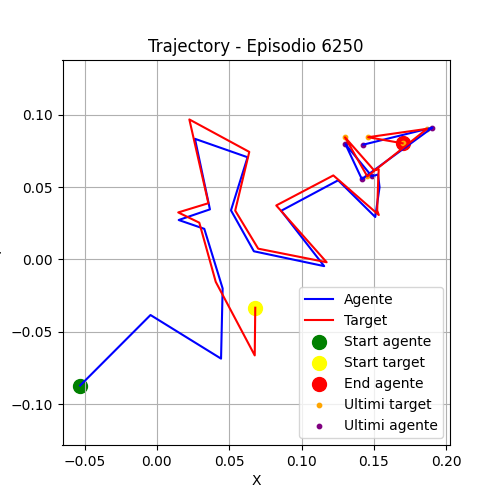 Trajectory - Episodio 6250
0.10
0.05
0.00
−0.05
−0.10
Agente
Target
Start agente
Start target
End agente
Ultimi target
Ultimi agente
−0.05
0.00
0.05
0.10
0.15
0.20
X